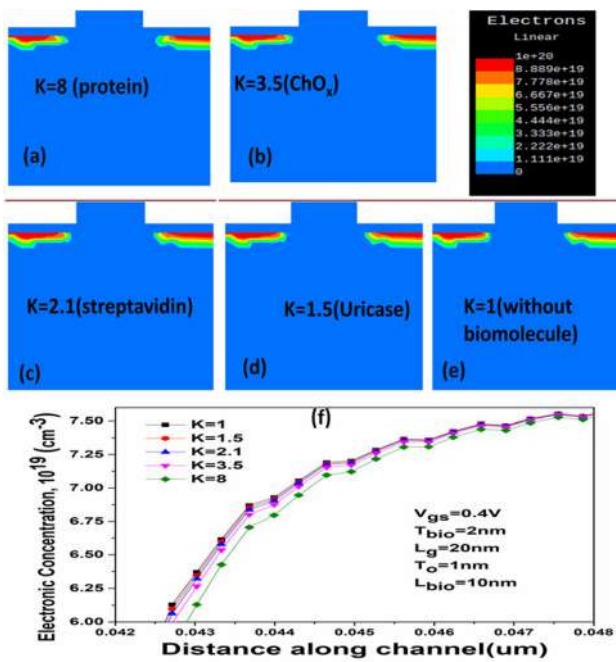 Electrons
Linear
1e+20
8.889e+19
7.778e+19
6.667e+19
5.556e+19
4.444e+19
3.333e+19
2.222e+19
1.111e+19
0
K=8 (protein)
(a)
K=3.5(ChOₓ)
(b)
K=2.1(streptavidin)
(c)
K=1.5(Uricase)
(d)
K=1(without
biomolecule)
(e)
(f)
Electronic Concentration, 10¹⁹ (cm⁻³)
7.50
7.25
7.00
6.75
6.50
6.25
6.00
K=1
K=1.5
K=2.1
K=3.5
K=8
Vgs=0.4V
Tbio=2nm
Lg=20nm
To=1nm
Lbio=10nm
0.042 0.043 0.044 0.045 0.046 0.047 0.048
Distance along channel(um)